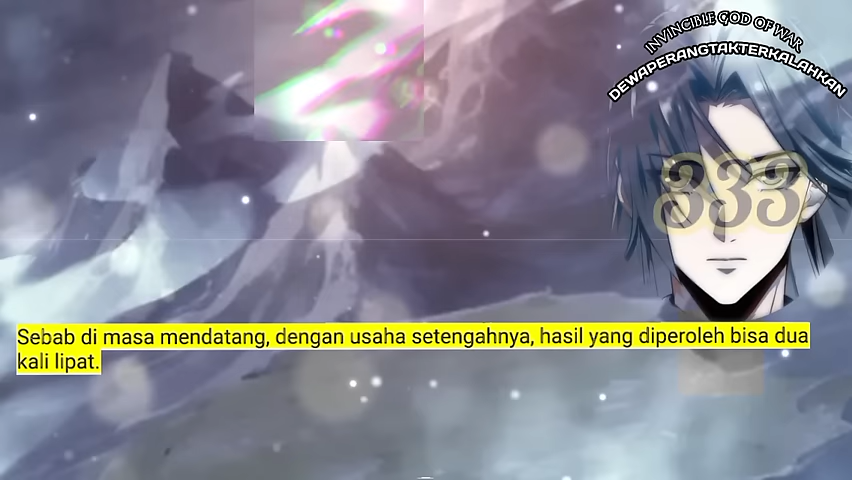 INVINCIBLE GOD OF WAR
DEWAPERANGTAKTERKALAHKAN
333
Sebab di masa mendatang, dengan usaha setengahnya, hasil yang diperoleh bisa dua
kali lipat.